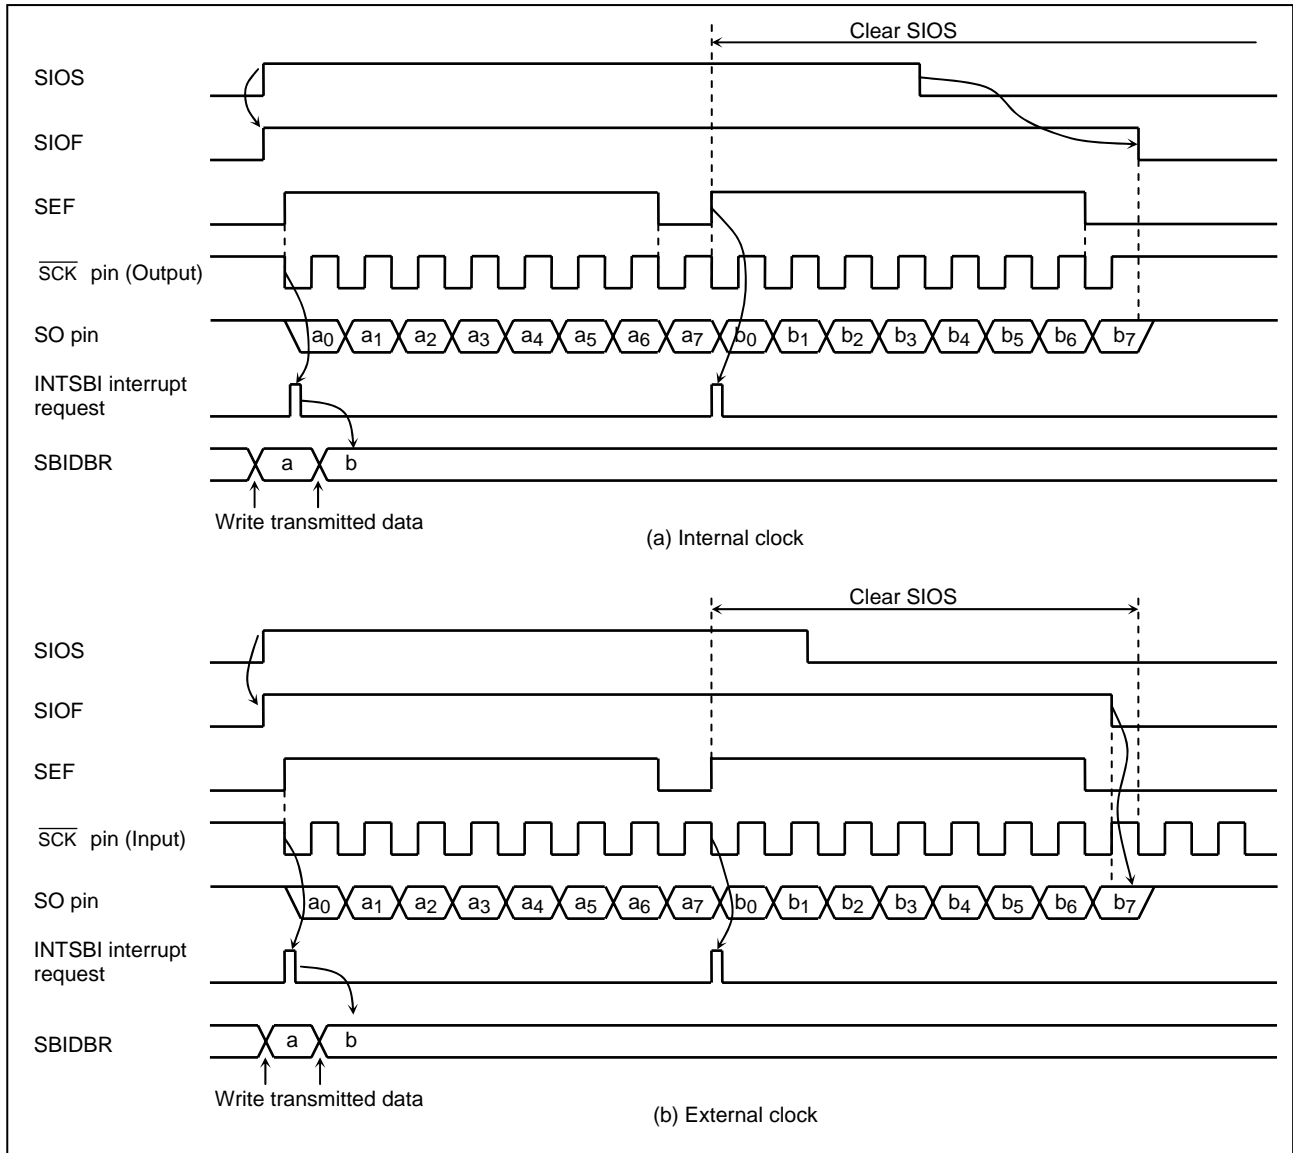 Clear SIOS
SIOS
SIOF
SEF
SCK pin (Output)
SO pin
a0 a1 a2 a3 a4 a5 a6 a7 b0 b1 b2 b3 b4 b5 b6 b7
INTSBI interrupt
request
SBIDBR
a b
Write transmitted data
(a) Internal clock
Clear SIOS
SIOS
SIOF
SEF
SCK pin (Input)
SO pin
a0 a1 a2 a3 a4 a5 a6 a7 b0 b1 b2 b3 b4 b5 b6 b7
INTSBI interrupt
request
SBIDBR
a b
Write transmitted data
(b) External clock